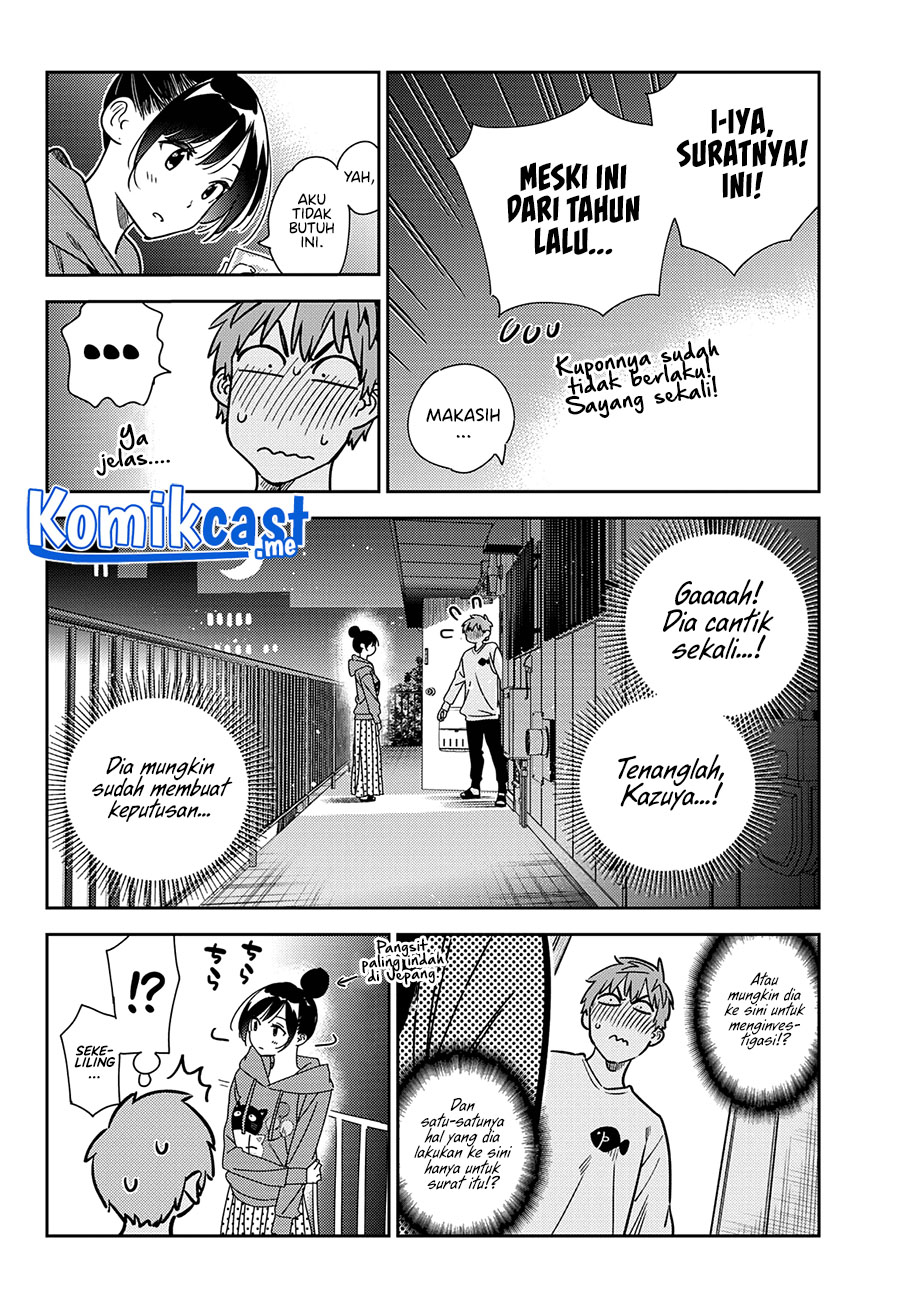 I-IYA,
SURATNYA!
INI!
MESKI INI
DARI TAHUN
LALU...
Kuponnya sudah
tidak berlaku!
Sayang sekali!
MAKASIH
...
YAH,
AKU
TIDAK
BUTUH
INI.
...
Ya
jelas....
Komikcast
.me
Gaaaah!
Dia cantik
sekali...!
Tenanglah,
Kazuya...!
Dia mungkin
sudah membuat
keputusan...
Atau
mungkin dia
ke sini untuk
menginves-
tigasi!?
Dan
satu-satunya
hal yang dia
lakukan ke sini
hanya untuk
surat itu!?
Pangsit
paling indah
di Jepang!
ちら
ちら
!?
SEKE-
LILING
...